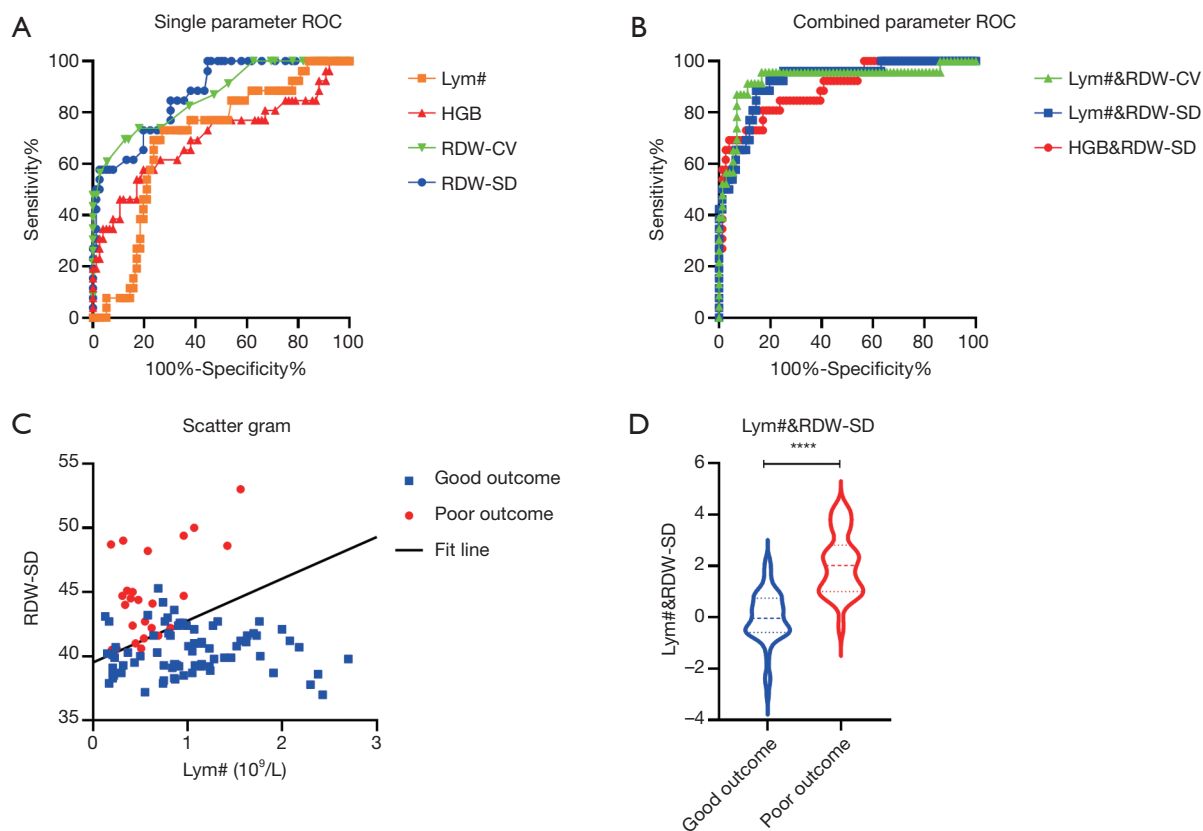 A
Single parameter ROC
100
80
60
40
20
0
Sensitivity%
0 20 40 60 80 100
100%-Specificity%
Lym#
HGB
RDW-CV
RDW-SD
B
Combined parameter ROC
100
80
60
40
20
0
Sensitivity%
0 20 40 60 80 100
100%-Specificity%
Lym#&RDW-CV
Lym#&RDW-SD
HGB&RDW-SD
C
Scatter gram
55
50
45
40
35
RDW-SD
0 1 2 3
Lym# (10⁹/L)
Good outcome
Poor outcome
Fit line
D
Lym#&RDW-SD
****
6
4
2
0
−2
−4
Lym#&RDW-SD
Good outcome
Poor outcome